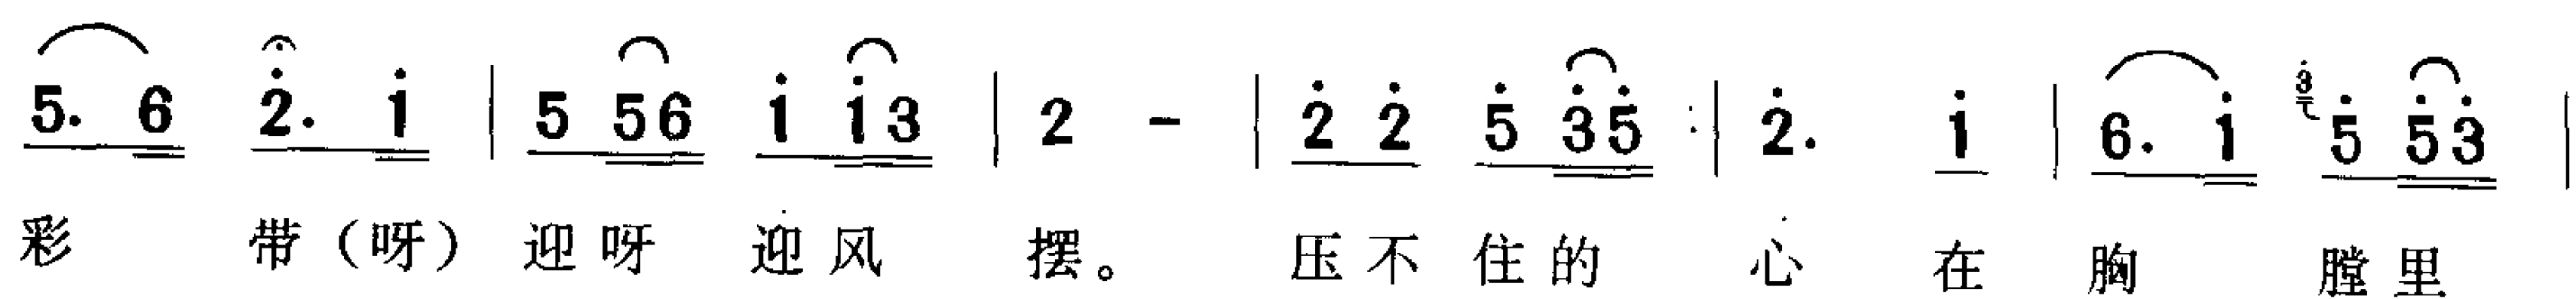 5. 6 2. 1 | 5 56 1 13 | 2 - | 2 2 5 35 | 2. 1 | 6. 1 3 5 53 |
彩 带（呀）迎呀 迎风 摆。 压不 住的 心 在 胸 膛里